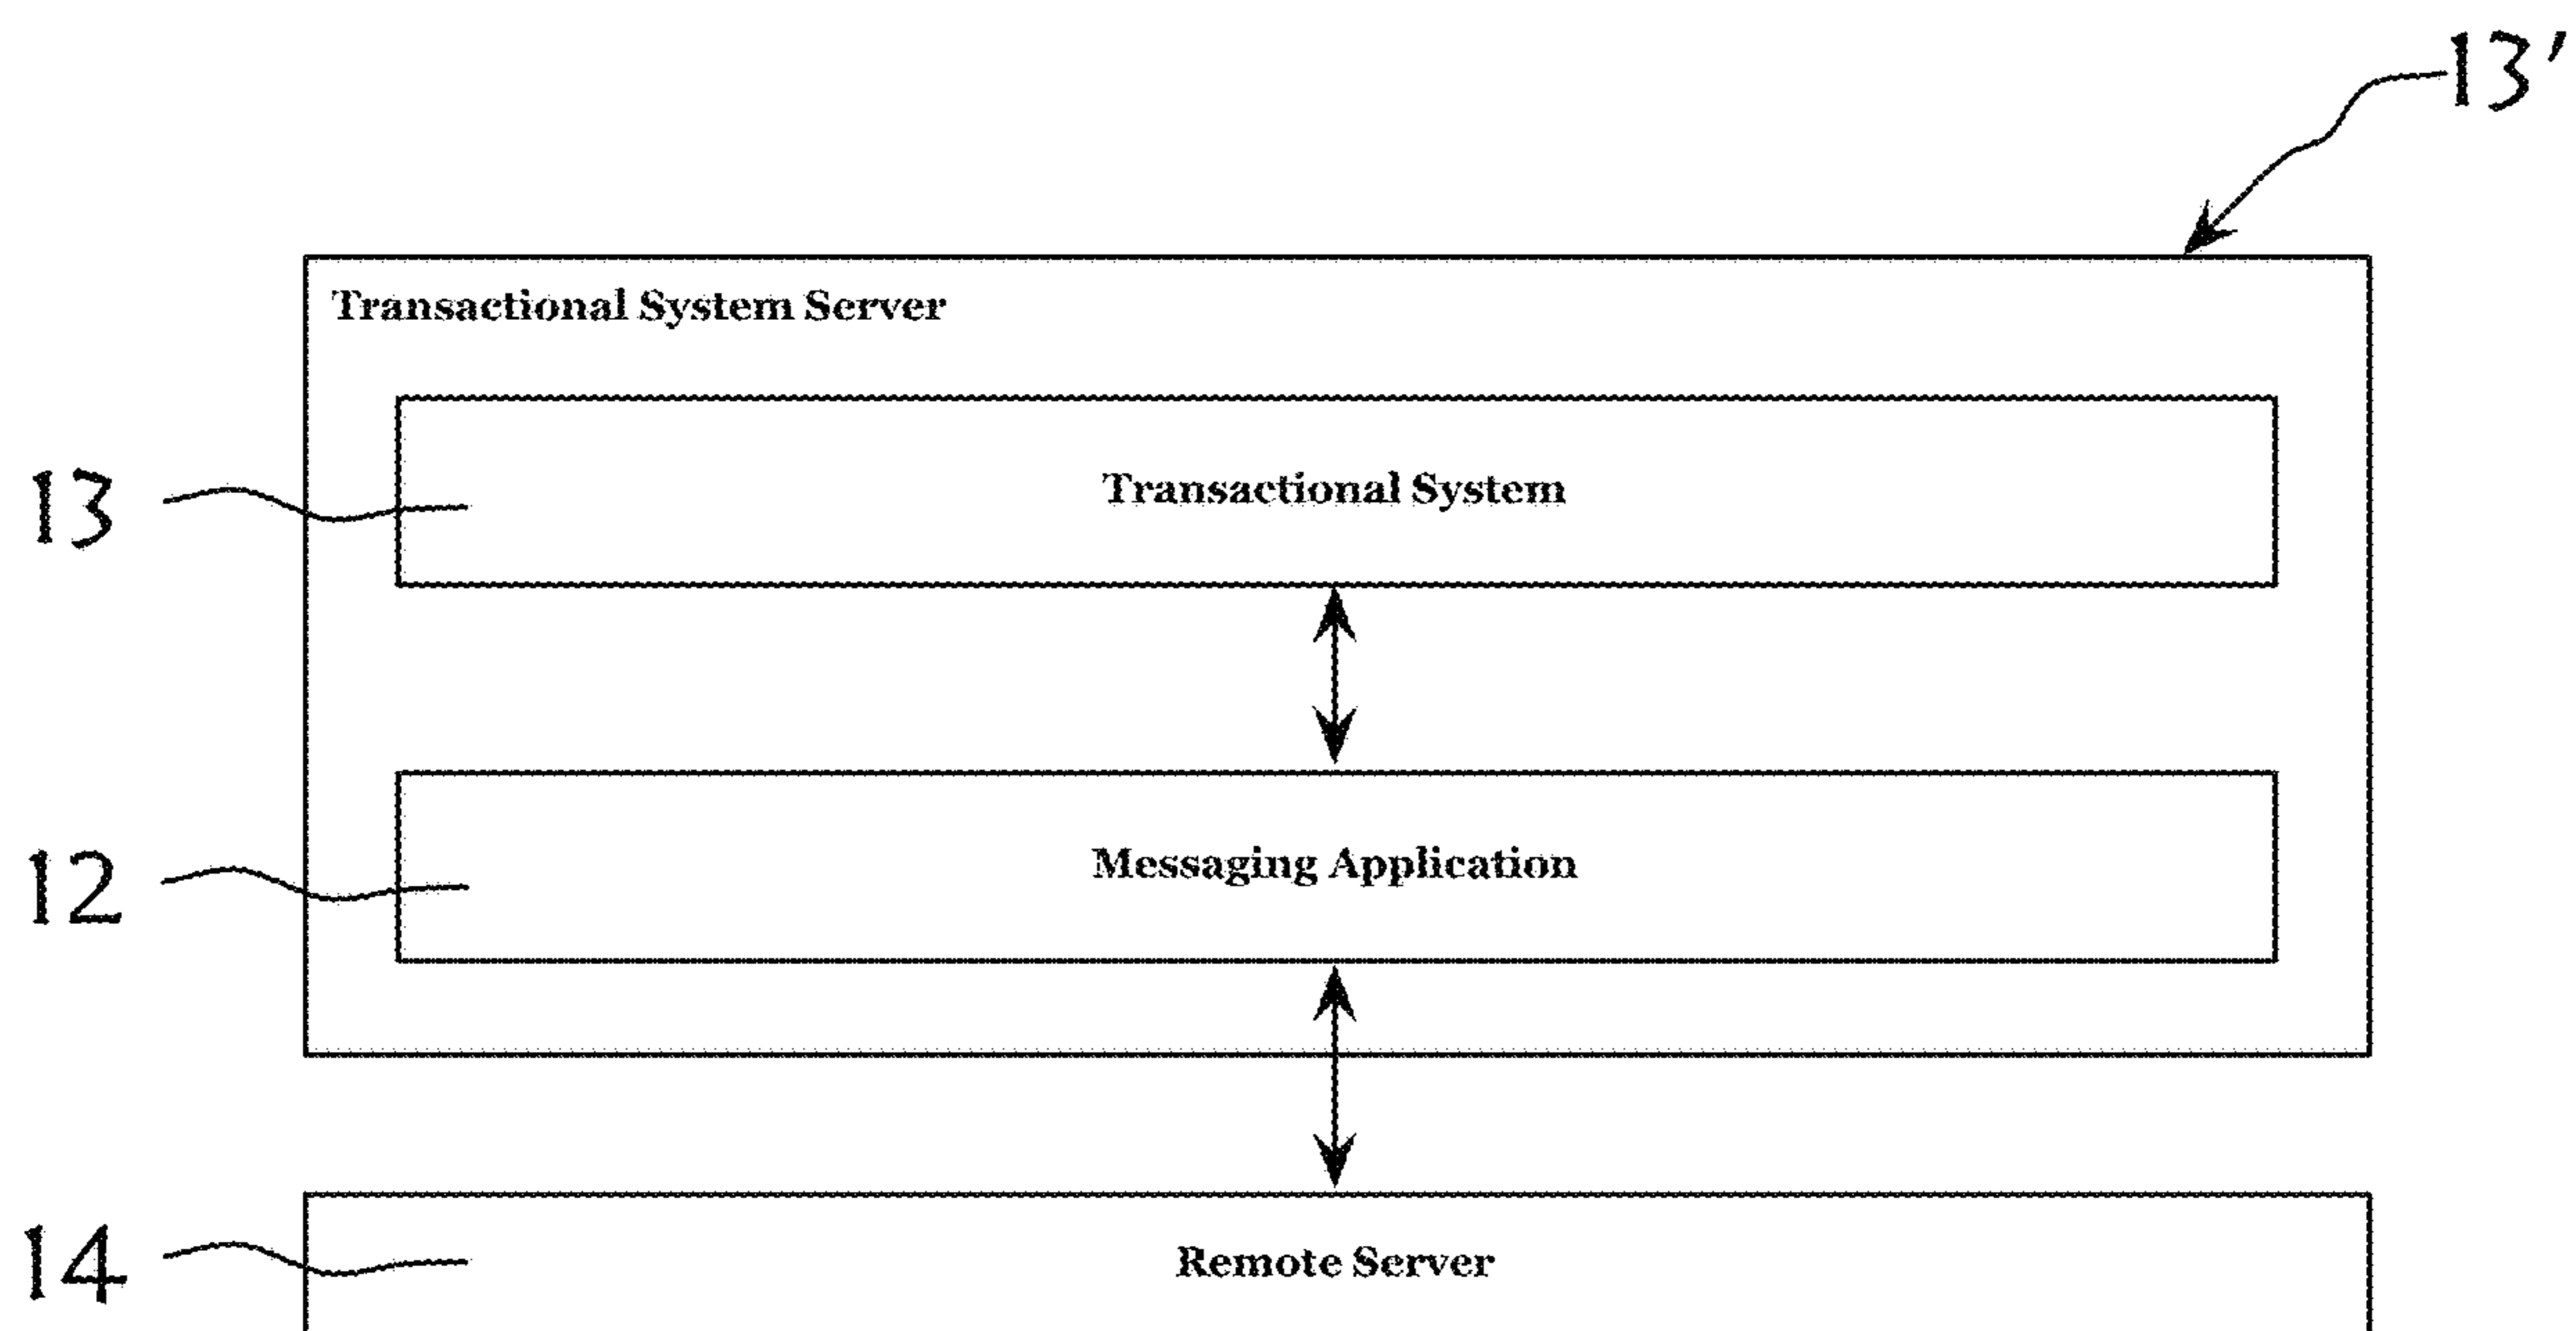 13'
Transactional System Server
13
Transactional System
12
Messaging Application
14
Remote Server